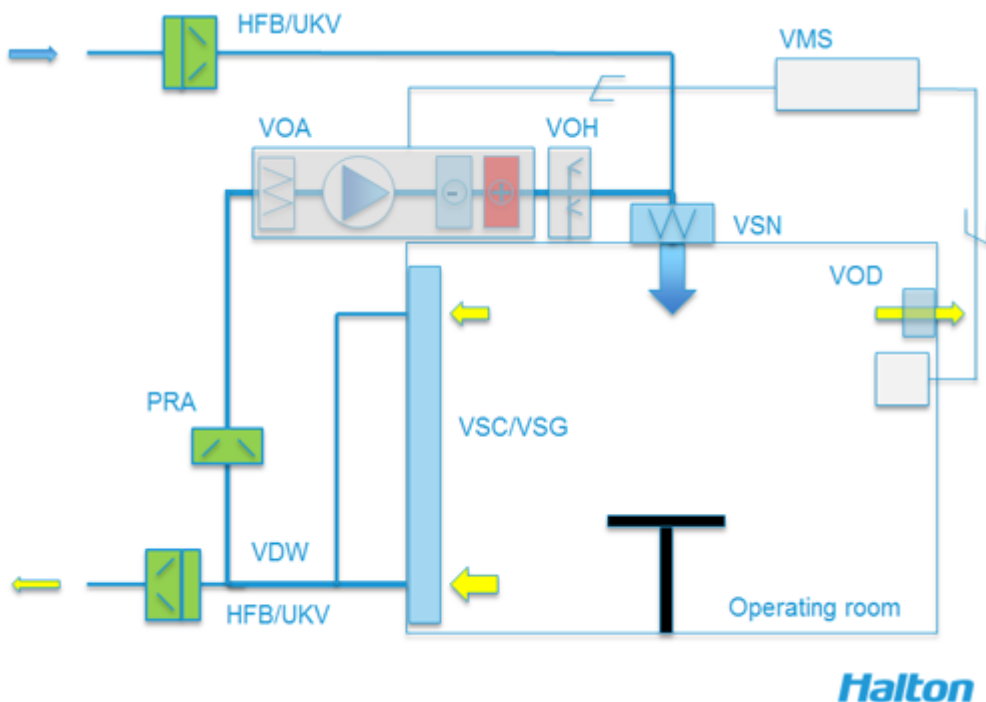 HFB/UKV
VMS
VOA
VOH
VSN
VOD
PRA
VSC/VSG
VDW
HFB/UKV
Operating room
Halton